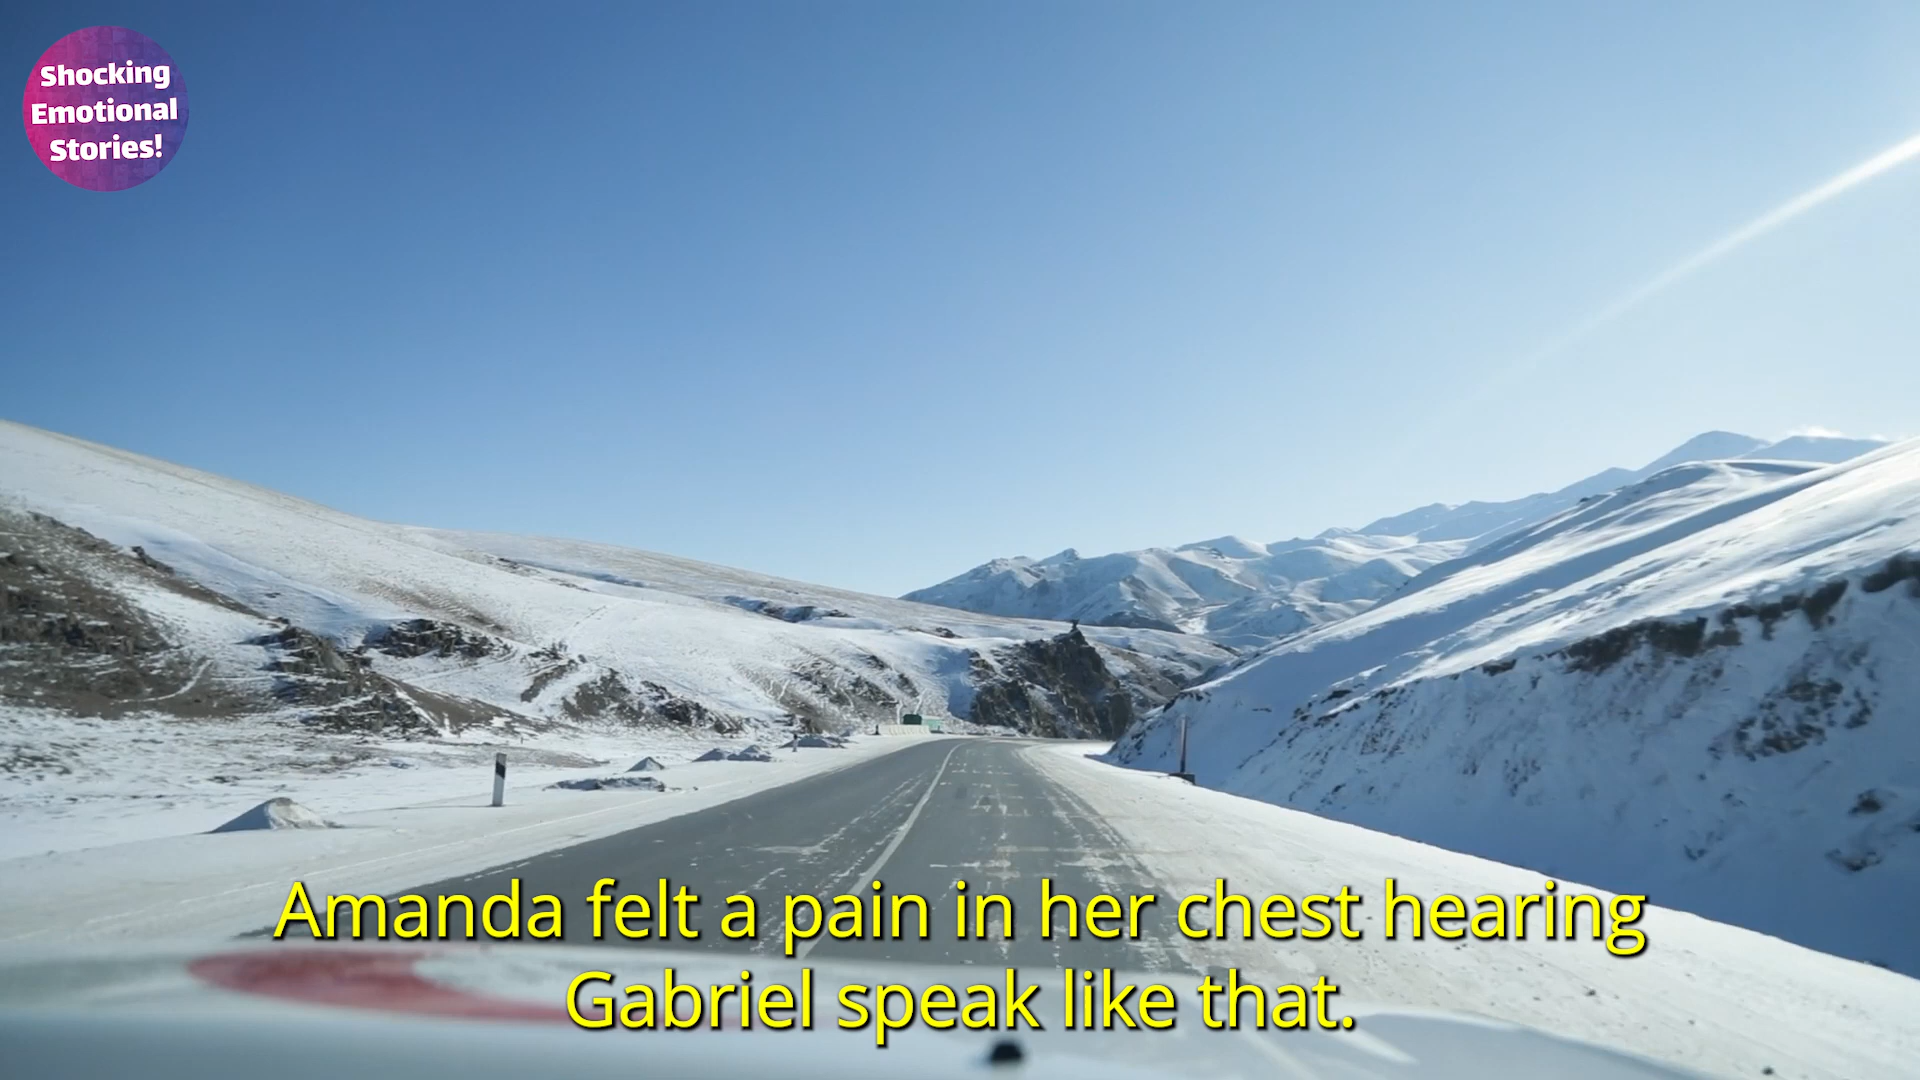 Shocking
Emotional
Stories!
Amanda felt a pain in her chest hearing
Gabriel speak like that.